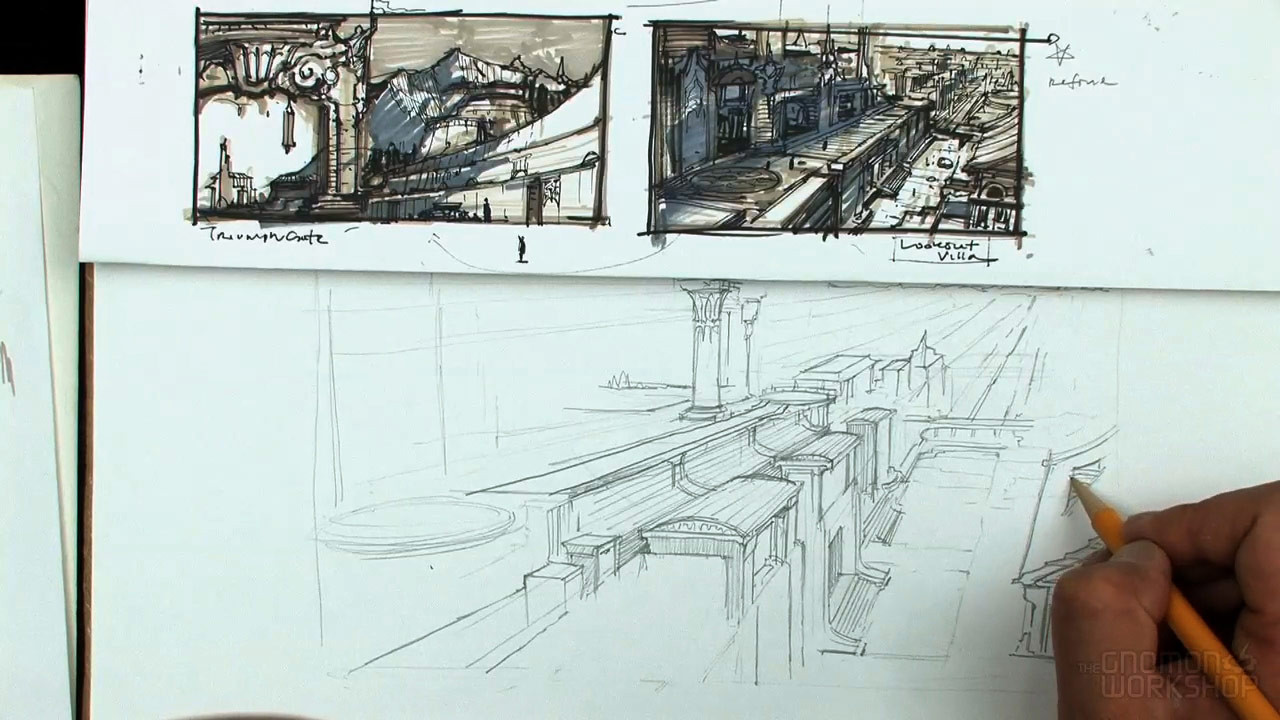 Triumph Gate
Lookout
Villa
Refine
THE
GNOMON
WORKSHOP